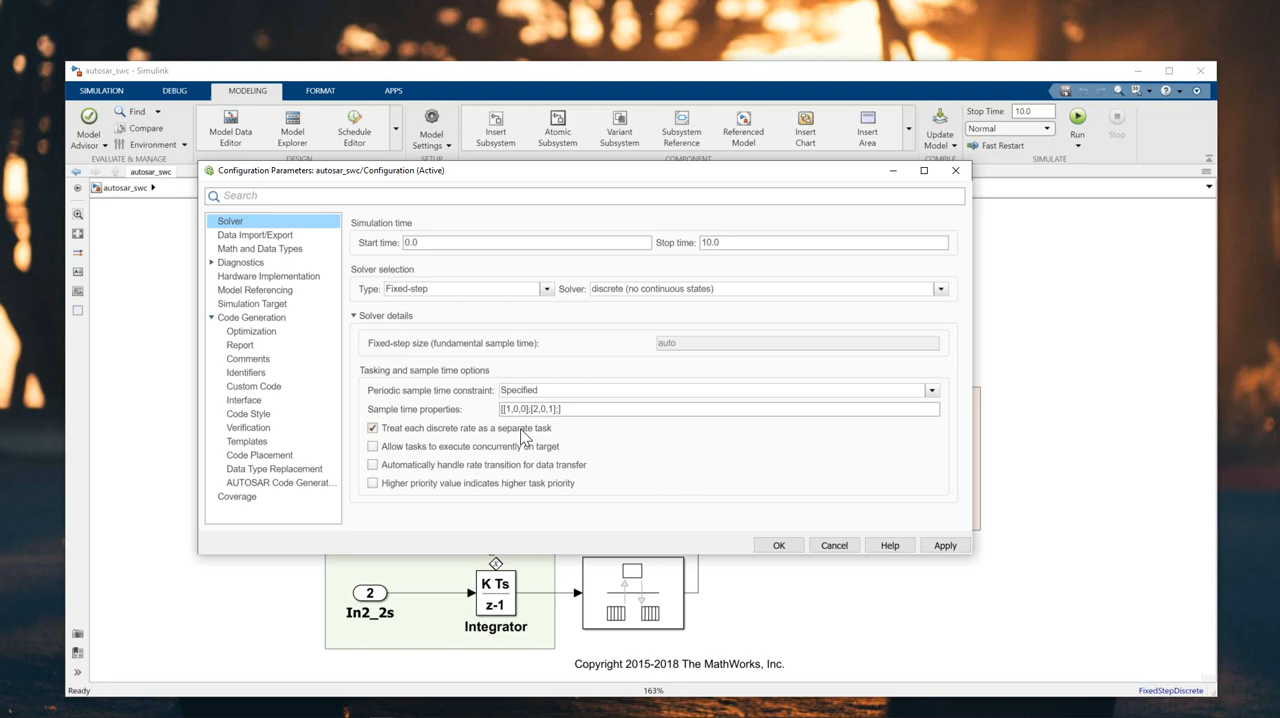 autosar_swc - Simulink
SIMULATION DEBUG MODELING FORMAT APPS
Model Advisor
Find
Compare
Environment
Model Data Editor
Model Explorer
Schedule Editor
Model Settings
Insert Subsystem
Atomic Subsystem
Variant Subsystem
Subsystem Reference
Referenced Model
Insert Chart
Insert Area
Update Model
Stop Time 10.0
Normal
Fast Restart
Run
Stop
EVALUATE & MANAGE DESIGN SETUP COMPONENT COMPILE SIMULATE
autosar_swc
autosar_swc
Configuration Parameters: autosar_swc/Configuration (Active)
Search
Solver
Data Import/Export
Math and Data Types
Diagnostics
Hardware Implementation
Model Referencing
Simulation Target
Code Generation
Optimization
Report
Comments
Identifiers
Custom Code
Interface
Code Style
Verification
Templates
Code Placement
Data Type Replacement
AUTOSAR Code Generat...
Coverage
Simulation time
Start time: 0.0 Stop time: 10.0
Solver selection
Type: Fixed-step Solver: discrete (no continuous states)
Solver details
Fixed-step size (fundamental sample time): auto
Tasking and sample time options
Periodic sample time constraint: Specified
Sample time properties: [[1,0,0];[2,0,1];]
Treat each discrete rate as a separate task
Allow tasks to execute concurrently on target
Automatically handle rate transition for data transfer
Higher priority value indicates higher task priority
OK Cancel Help Apply
2
In2_2s
K Ts
z-1
Integrator
Copyright 2015-2018 The MathWorks, Inc.
Ready 163% FixedStepDiscrete